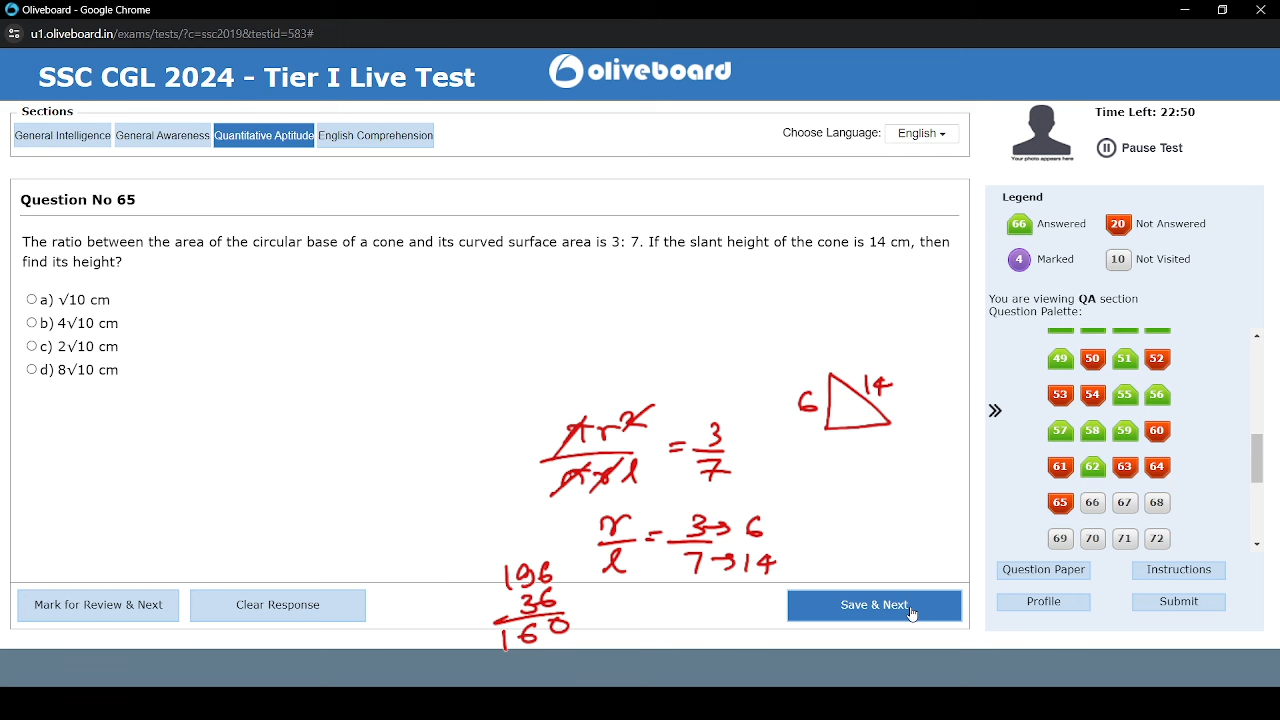 Oliveboard - Google Chrome
u1.oliveboard.in/exams/tests/?c=ssc2019&testid=583#
SSC CGL 2024 - Tier I Live Test
oliveboard
Sections
General Intelligence General Awareness Quantitative Aptitude English Comprehension
Choose Language: English
Your photo appears here
Time Left: 22:50
Pause Test
Question No 65
The ratio between the area of the circular base of a cone and its curved surface area is 3: 7. If the slant height of the cone is 14 cm, then
find its height?
a) √10 cm
b) 4√10 cm
c) 2√10 cm
d) 8√10 cm
6 14
πr² / πrl = 3/7
r/l = 3→6 / 7→14
196
36
160
Mark for Review & Next
Clear Response
Save & Next
Legend
66 Answered 20 Not Answered
4 Marked 10 Not Visited
You are viewing QA section
Question Palette:
49 50 51 52
53 54 55 56
57 58 59 60
61 62 63 64
65 66 67 68
69 70 71 72
Question Paper Instructions
Profile Submit